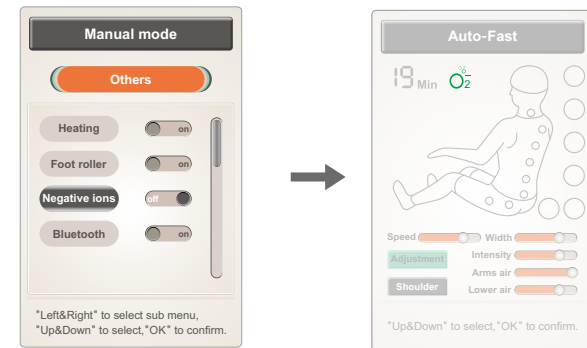 Manual mode
Others
Heating
on
Foot roller
on
Negative ions
off
Bluetooth
on
"Left&Right" to select sub menu,
"Up&Down" to select,"OK" to confirm.
Auto-Fast
19 Min O₂⁻
Speed
Width
Adjustment
Intensity
Arms air
Shoulder
Lower air
"Up&Down" to select,"OK" to confirm.